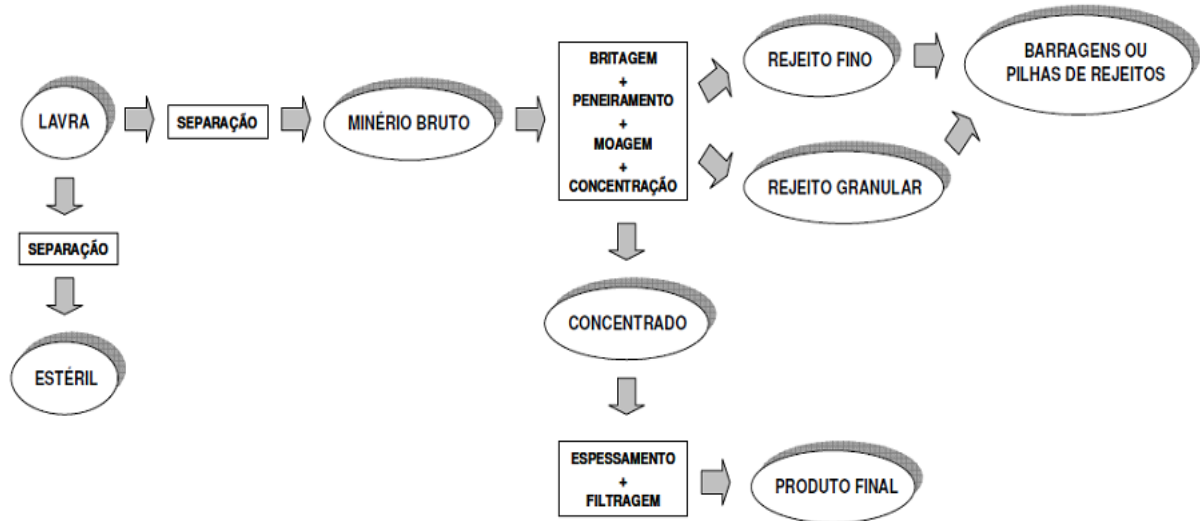 LAVRA
SEPARAÇÃO
MINÉRIO BRUTO
BRITAGEM
+
PENEIRAMENTO
+
MOAGEM
+
CONCENTRAÇÃO
REJEITO FINO
BARRAGENS OU
PILHAS DE REJEITOS
REJEITO GRANULAR
SEPARAÇÃO
ESTÉRIL
CONCENTRADO
ESPESSAMENTO
+
FILTRAGEM
PRODUTO FINAL